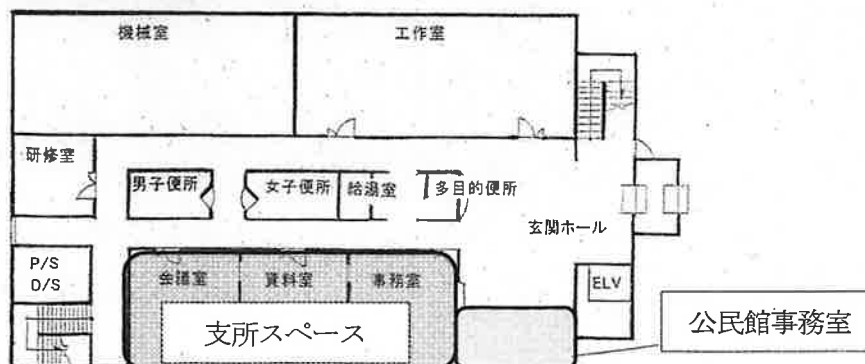 機械室
工作室
研修室
男子便所
女子便所
給湯室
多目的便所
玄関ホール
P/S
D/S
会議室
資料室
事務室
ELV
支所スペース
公民館事務室